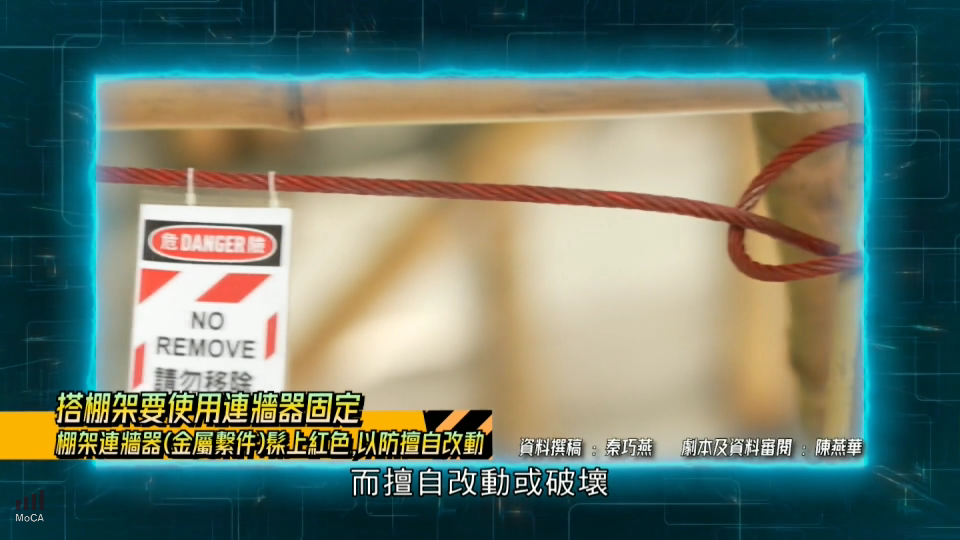 危 DANGER 險
NO
REMOVE
請勿移除
搭棚架要使用連牆器固定
棚架連牆器(金屬繫件)髹上紅色,以防擅自改動
資料撰稿 : 秦巧燕 劇本及資料審閱 : 陳燕華
而擅自改動或破壞
MoCA